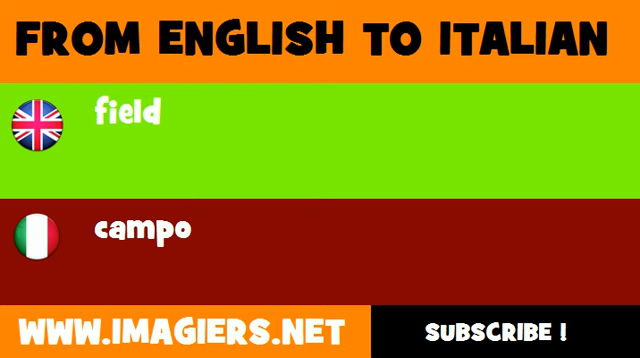 FROM ENGLISH TO ITALIAN
field
campo
WWW.IMAGIERS.NET
SUBSCRIBE !